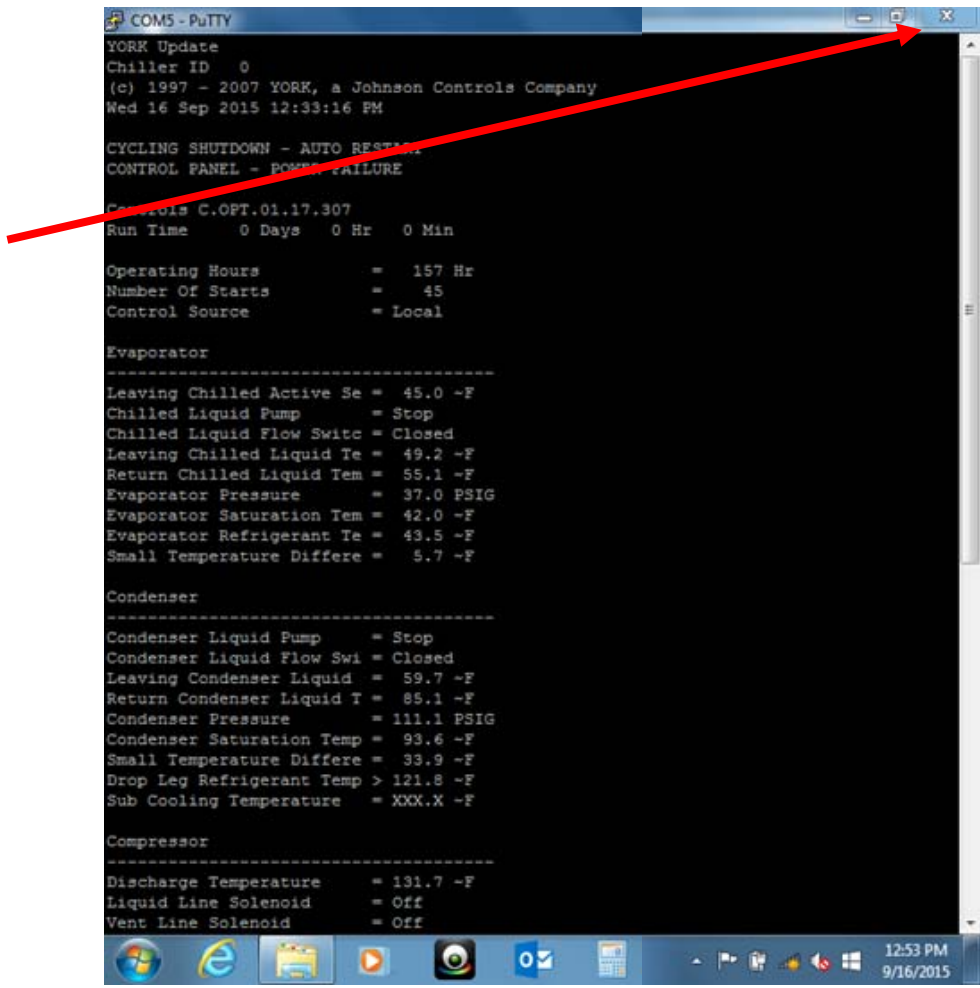 COM5 - PuTTY
YORK Update
Chiller ID   0
(c) 1997 - 2007 YORK, a Johnson Controls Company
Wed 16 Sep 2015 12:33:16 PM
CYCLING SHUTDOWN - AUTO RESTART
CONTROL PANEL - POWER FAILURE
Controls C.OPT.01.17.307
Run Time     0 Days   0 Hr   0 Min
Operating Hours           =   157 Hr
Number Of Starts          =    45
Control Source            = Local
Evaporator
----------------------------------------
Leaving Chilled Active Se =  45.0 ~F
Chilled Liquid Pump       = Stop
Chilled Liquid Flow Switc = Closed
Leaving Chilled Liquid Te =  49.2 ~F
Return Chilled Liquid Tem =  55.1 ~F
Evaporator Pressure       =  37.0 PSIG
Evaporator Saturation Tem =  42.0 ~F
Evaporator Refrigerant Te =  43.5 ~F
Small Temperature Differe =   5.7 ~F
Condenser
----------------------------------------
Condenser Liquid Pump     = Stop
Condenser Liquid Flow Swi = Closed
Leaving Condenser Liquid  =  59.7 ~F
Return Condenser Liquid T =  85.1 ~F
Condenser Pressure        = 111.1 PSIG
Condenser Saturation Temp =  93.6 ~F
Small Temperature Differe =  33.9 ~F
Drop Leg Refrigerant Temp > 121.8 ~F
Sub Cooling Temperature   = XXX.X ~F
Compressor
----------------------------------------
Discharge Temperature     = 131.7 ~F
Liquid Line Solenoid      = Off
Vent Line Solenoid        = Off
12:53 PM
9/16/2015